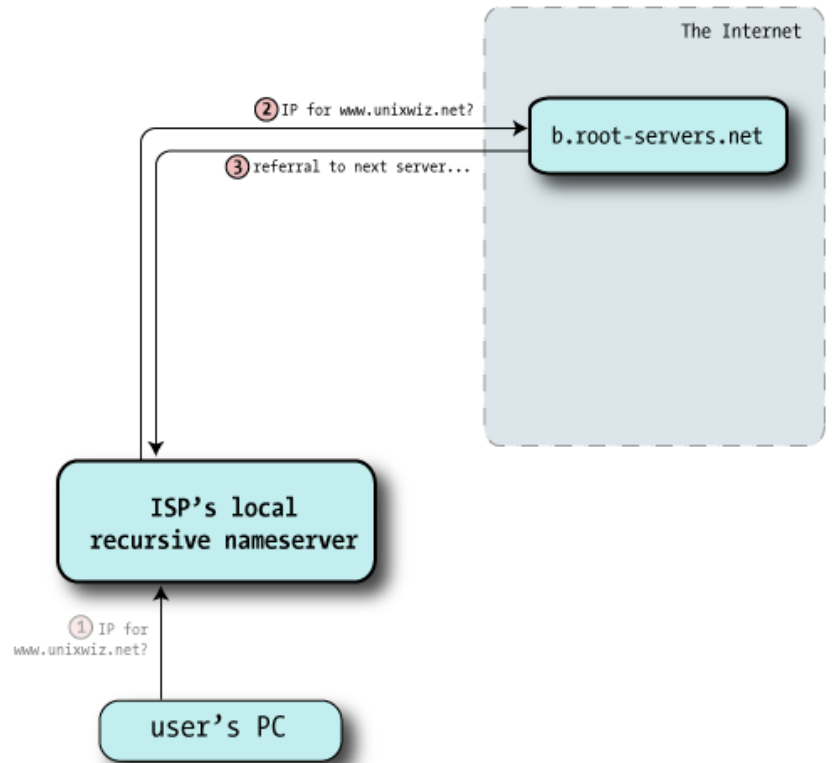 The Internet
2 IP for www.unixwiz.net?
b.root-servers.net
3 referral to next server...
ISP's local
recursive nameserver
1 IP for
www.unixwiz.net?
user's PC